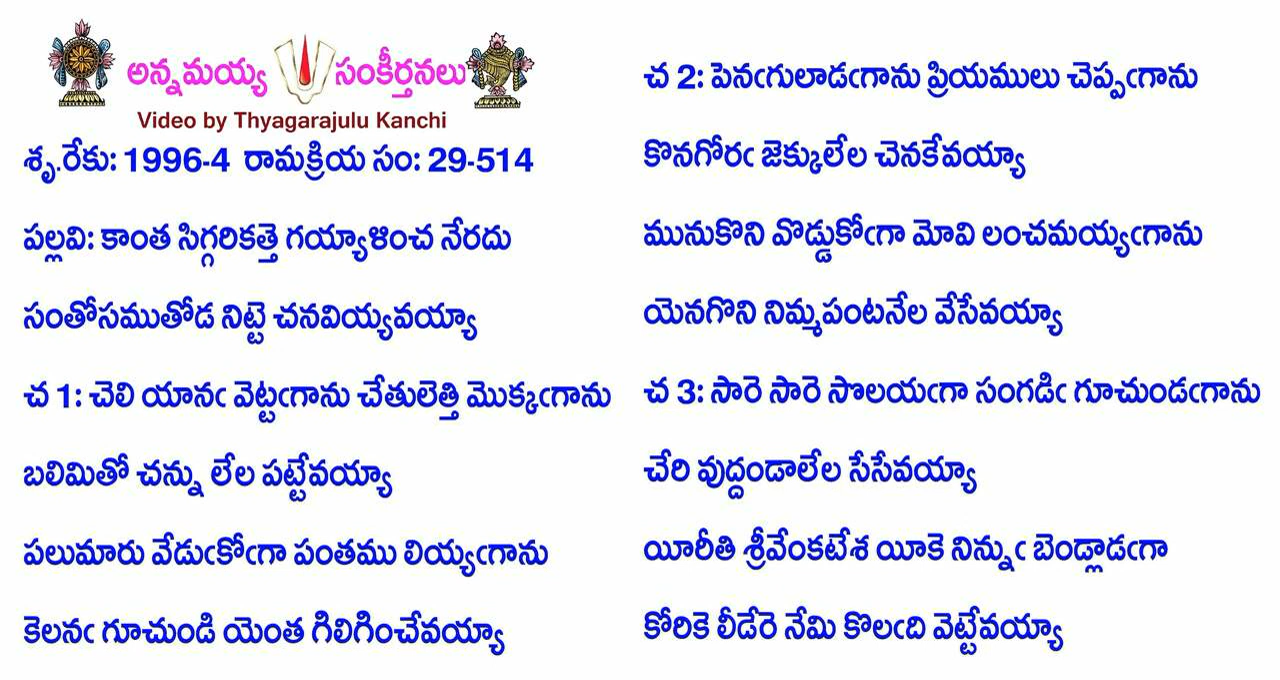 అన్నమయ్య సంకీర్తనలు
Video by Thyagarajulu Kanchi
శృ.రేకు: 1996-4 రామక్రియ సం: 29-514
పల్లవి: కాంత సిగ్గరికత్తె గయ్యాళించ నేరదు
సంతోసముతోడ నిట్టె చనవియ్యవయ్యా
చ 1: చెలి యానఁ వెట్టఁగాను చేతులెత్తి మొక్కఁగాను
బలిమితో చన్ను లేల పట్టేవయ్యా
పలుమారు వేడుఁకోఁగా పంతము లియ్యఁగాను
కెలనఁ గూచుండి యెంత గిలిగించేవయ్యా
చ 2: పెనఁగులాడఁగాను ప్రియములు చెప్పఁగాను
కొనగోరఁ జెక్కులేల చెనకేవయ్యా
మునుకొని వొడ్డుకోఁగా మోవి లంచమయ్యఁగాను
యెనగొని నిమ్మపంటనేల వేసేవయ్యా
చ 3: సారె సారె సొలయఁగా సంగడిఁ గూచుండఁగాను
చేరి వుద్దండాలేల సేసేవయ్యా
యీరీతి శ్రీవేంకటేశ యీకె నిన్నుఁ బెండ్లాడఁగా
కోరికె లీడేరె నేమి కొలఁది వెట్టేవయ్యా